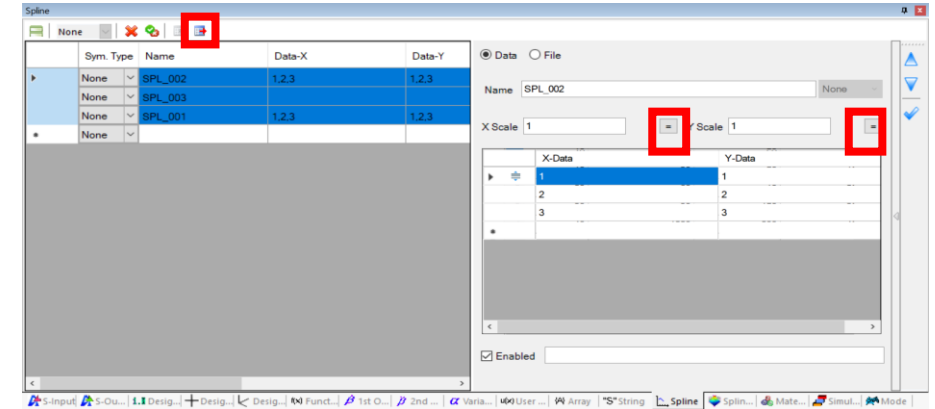 Spline
None
Sym. Type Name Data-X Data-Y
None SPL_002 1,2,3 1,2,3
None SPL_003
None SPL_001 1,2,3 1,2,3
None
Data File
Name SPL_002 None
X Scale 1 = Y Scale 1 =
X-Data Y-Data
1 1
2 2
3 3
Enabled
S-Input S-Ou... Desig... Desig... Desig... f(x) Funct... β 1st O... β 2nd ... α Varia... u(x) User ... Array "S" String Spline Splin... Mate... Simul... Mode